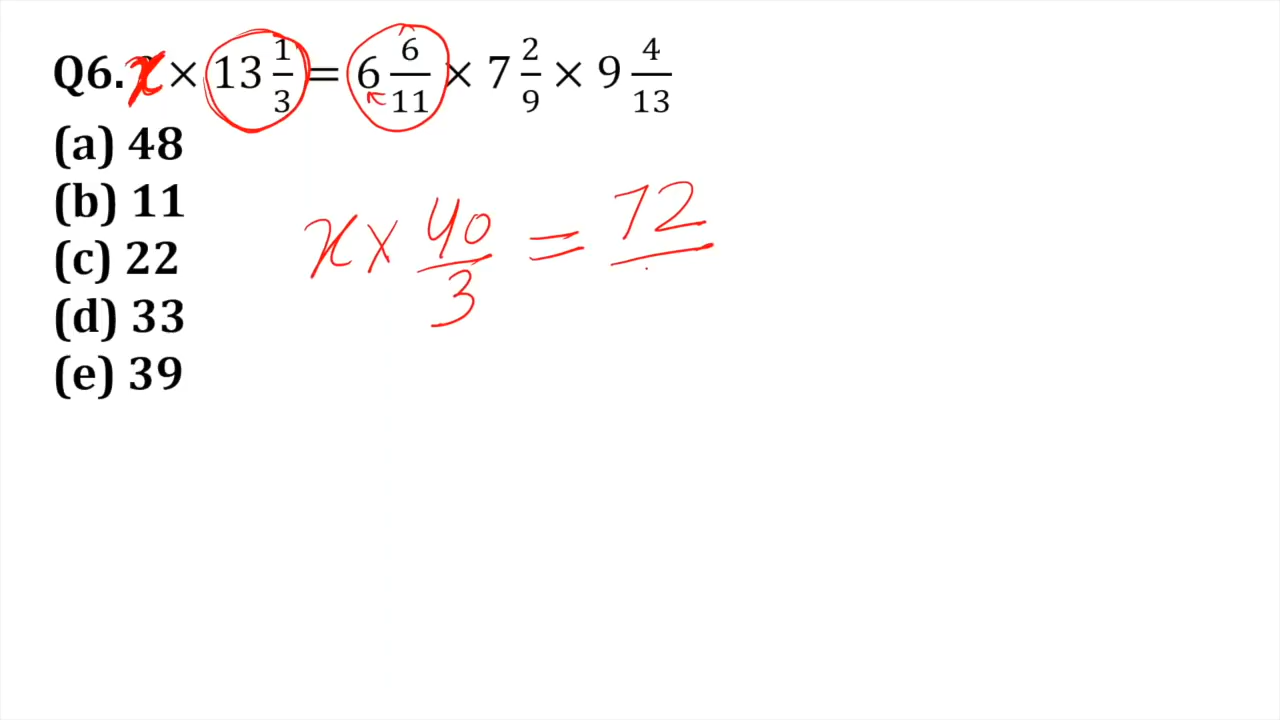 Q6. x × 13 1/3 = 6 6/11 × 7 2/9 × 9 4/13
(a) 48
(b) 11
(c) 22
(d) 33
(e) 39
x × 40/3 = 72